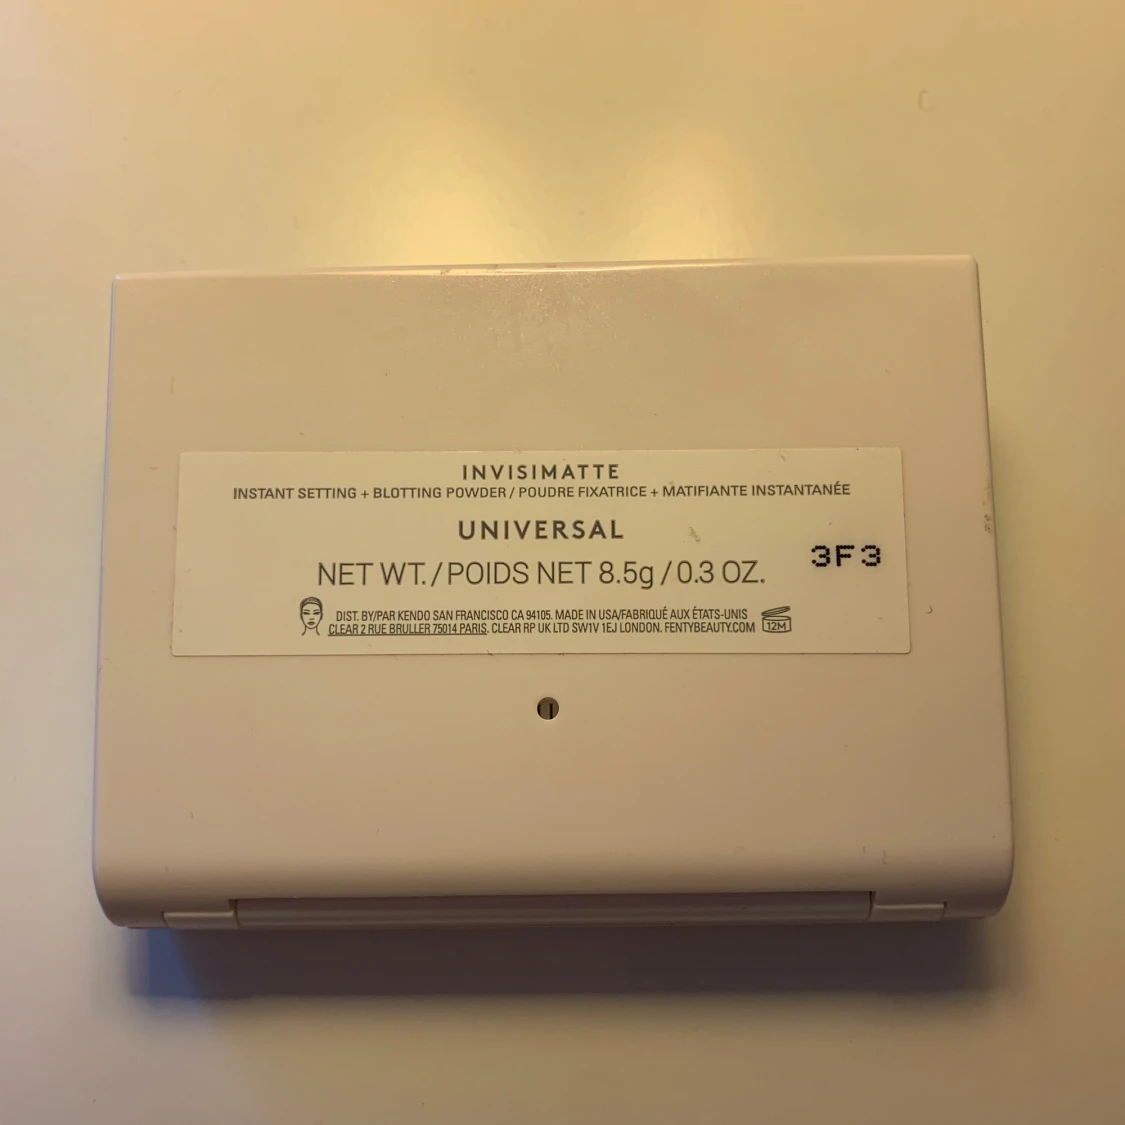 INVISIMATTE
INSTANT SETTING + BLOTTING POWDER / POUDRE FIXATRICE + MATIFIANTE INSTANTANÉE
UNIVERSAL
3F3
NET WT. / POIDS NET 8.5g / 0.3 OZ.
DIST. BY/PAR KENDO SAN FRANCISCO CA 94105. MADE IN USA/FABRIQUÉ AUX ÉTATS-UNIS
CLEAR 2 RUE BRULLER 75014 PARIS. CLEAR RP UK LTD SW1V 1EJ LONDON. FENTYBEAUTY.COM
12M